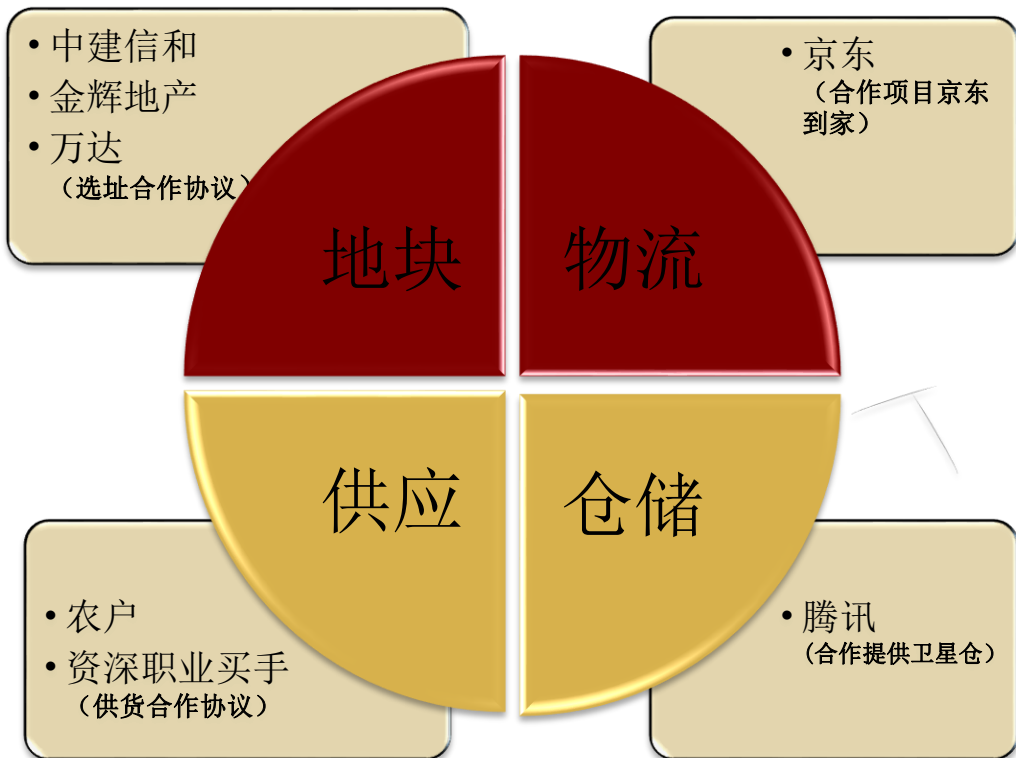 • 中建信和
• 金辉地产
• 万达
（选址合作协议）
• 京东
（合作项目京东
到家）
地块
物流
供应
仓储
• 农户
• 资深职业买手
（供货合作协议）
• 腾讯
（合作提供卫星仓）